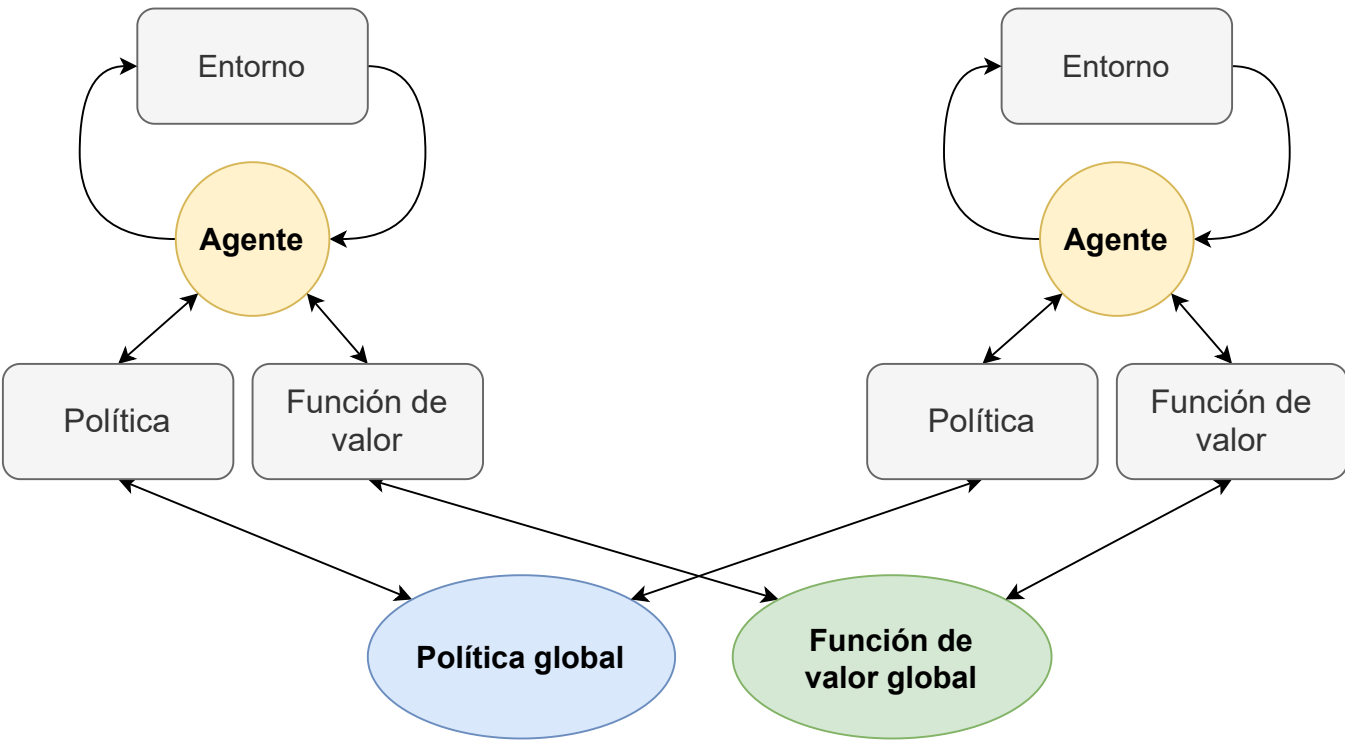 Entorno
Entorno
Agente
Agente
Política
Función de
valor
Política
Función de
valor
Política global
Función de
valor global